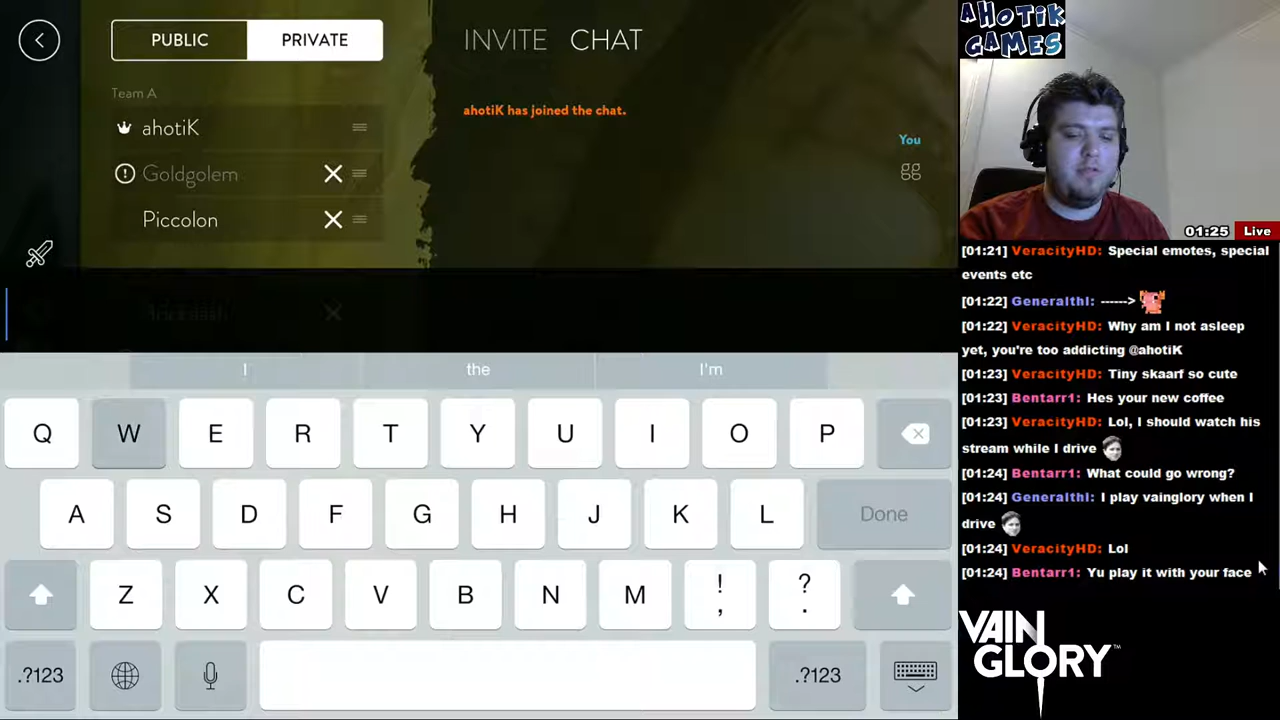 PUBLIC
PRIVATE
INVITE CHAT
Team A
ahotiK
Goldgolem
Piccolon
ahotiK has joined the chat.
You
gg
I
the
I'm
Q W E R T Y U I O P
A S D F G H J K L Done
Z X C V B N M ! , ? .
.?123
.?123
AHOTIK
GAMES
01:25
Live
[01:21] VeracityHD: Special emotes, special
events etc
[01:22] Generalthl: ------>
[01:22] VeracityHD: Why am I not asleep
yet, you're too addicting @ahotiK
[01:23] VeracityHD: Tiny skaarf so cute
[01:23] Bentarr1: Hes your new coffee
[01:23] VeracityHD: Lol, I should watch his
stream while I drive
[01:24] Bentarr1: What could go wrong?
[01:24] Generalthl: I play vainglory when I
drive
[01:24] VeracityHD: Lol
[01:24] Bentarr1: Yu play it with your face
VAIN
GLORY™